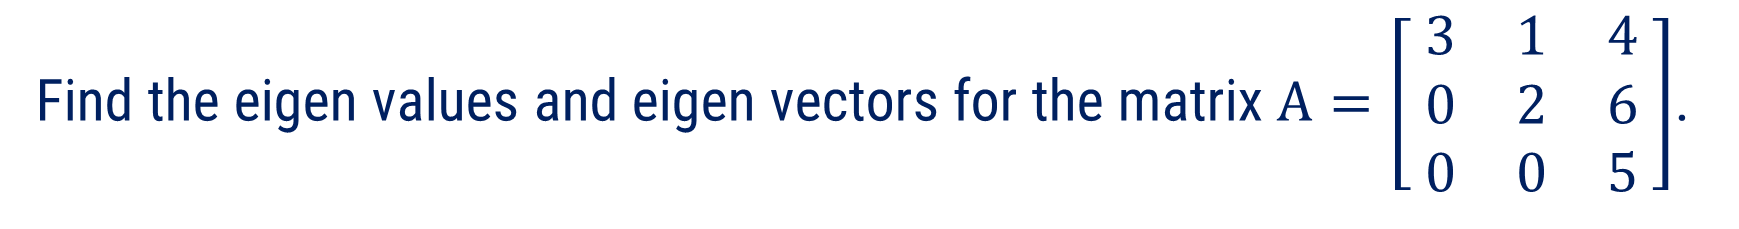 Find the eigen values and eigen vectors for the matrix A = [3 1 4
0 2 6
0 0 5].